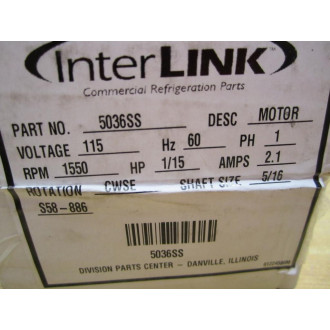 InterLINK
Commercial Refrigeration Parts
PART NO. 5036SS DESC MOTOR
VOLTAGE 115 Hz 60 PH 1
RPM 1550 HP 1/15 AMPS 2.1
ROTATION CWSE SHAFT SIZE 5/16
S58-886
5036SS
DIVISION PARTS CENTER - DANVILLE, ILLINOIS